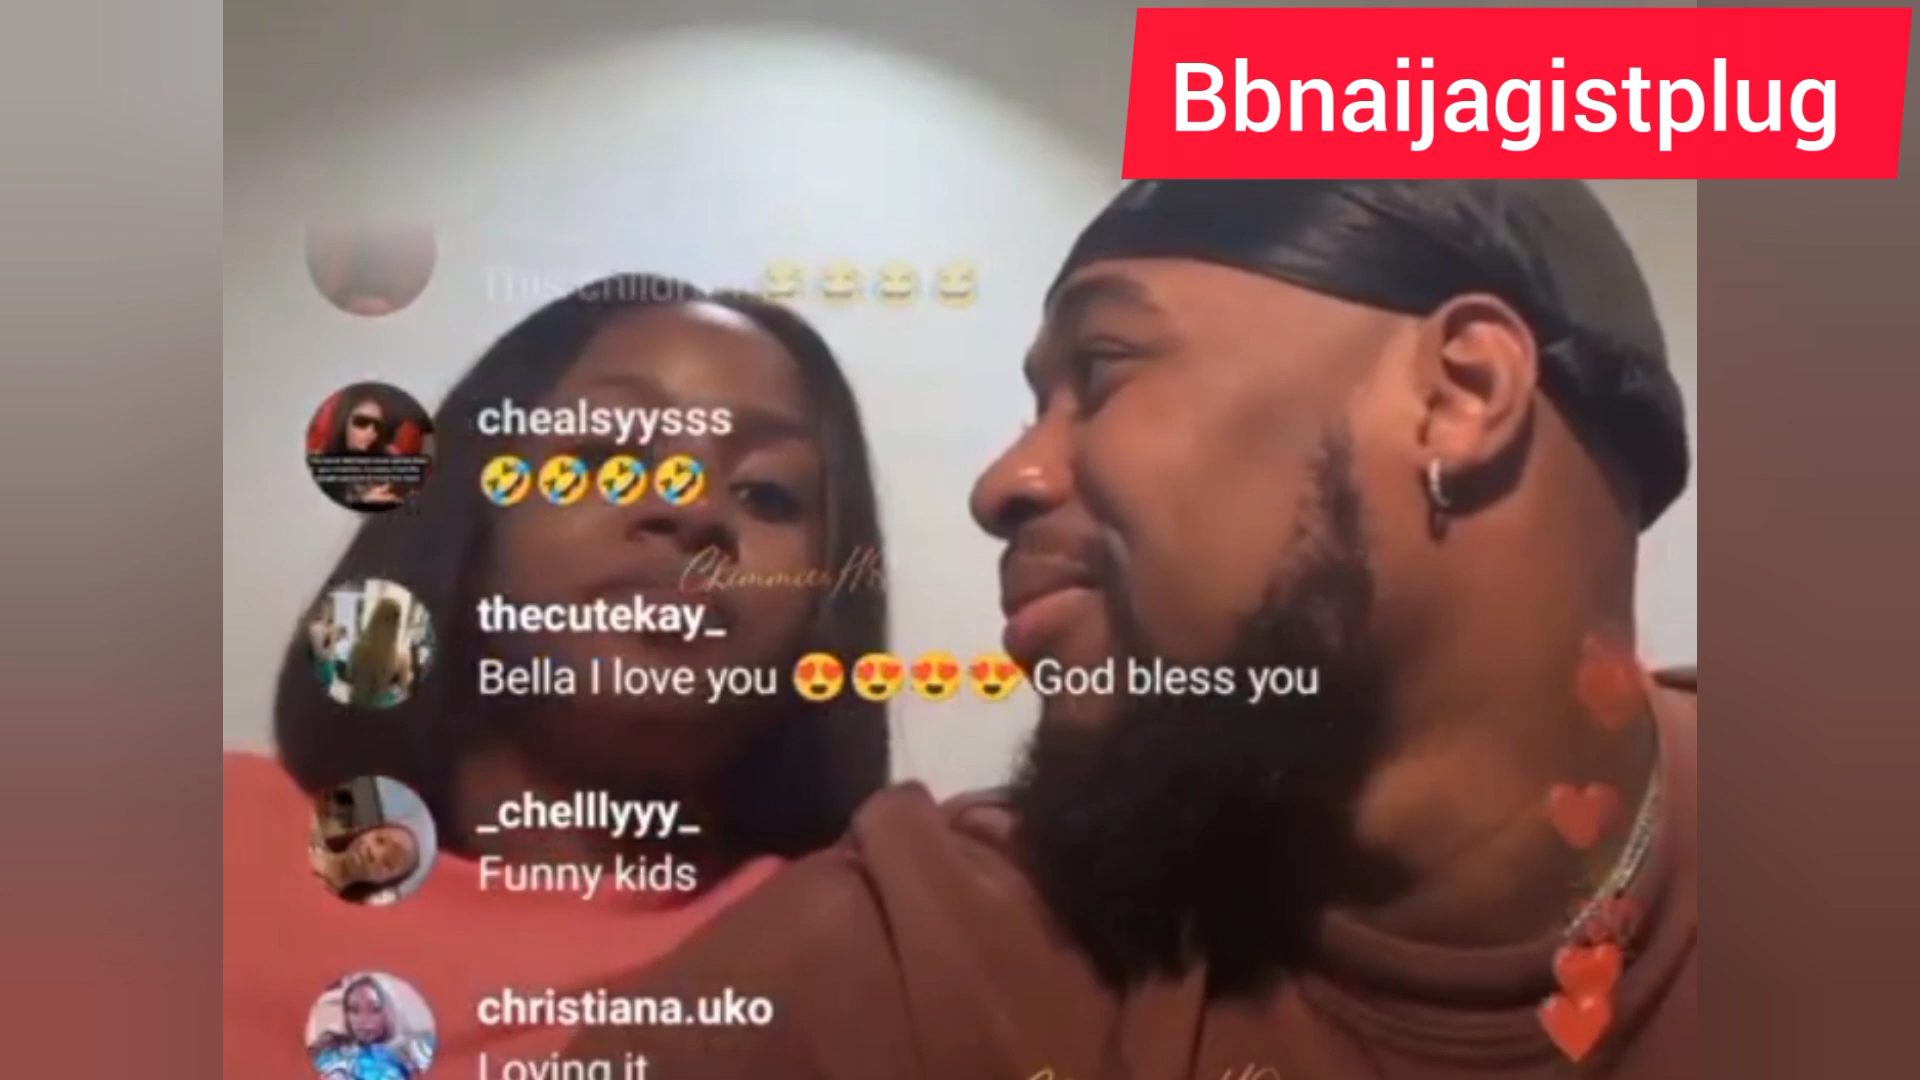 Bbnaijagistplug
chealsyysss
🤣🤣🤣🤣
thecutekay_
Bella I love you 😍😍😍😍 God bless you
_chelllyyy_
Funny kids
christiana.uko
Loving it